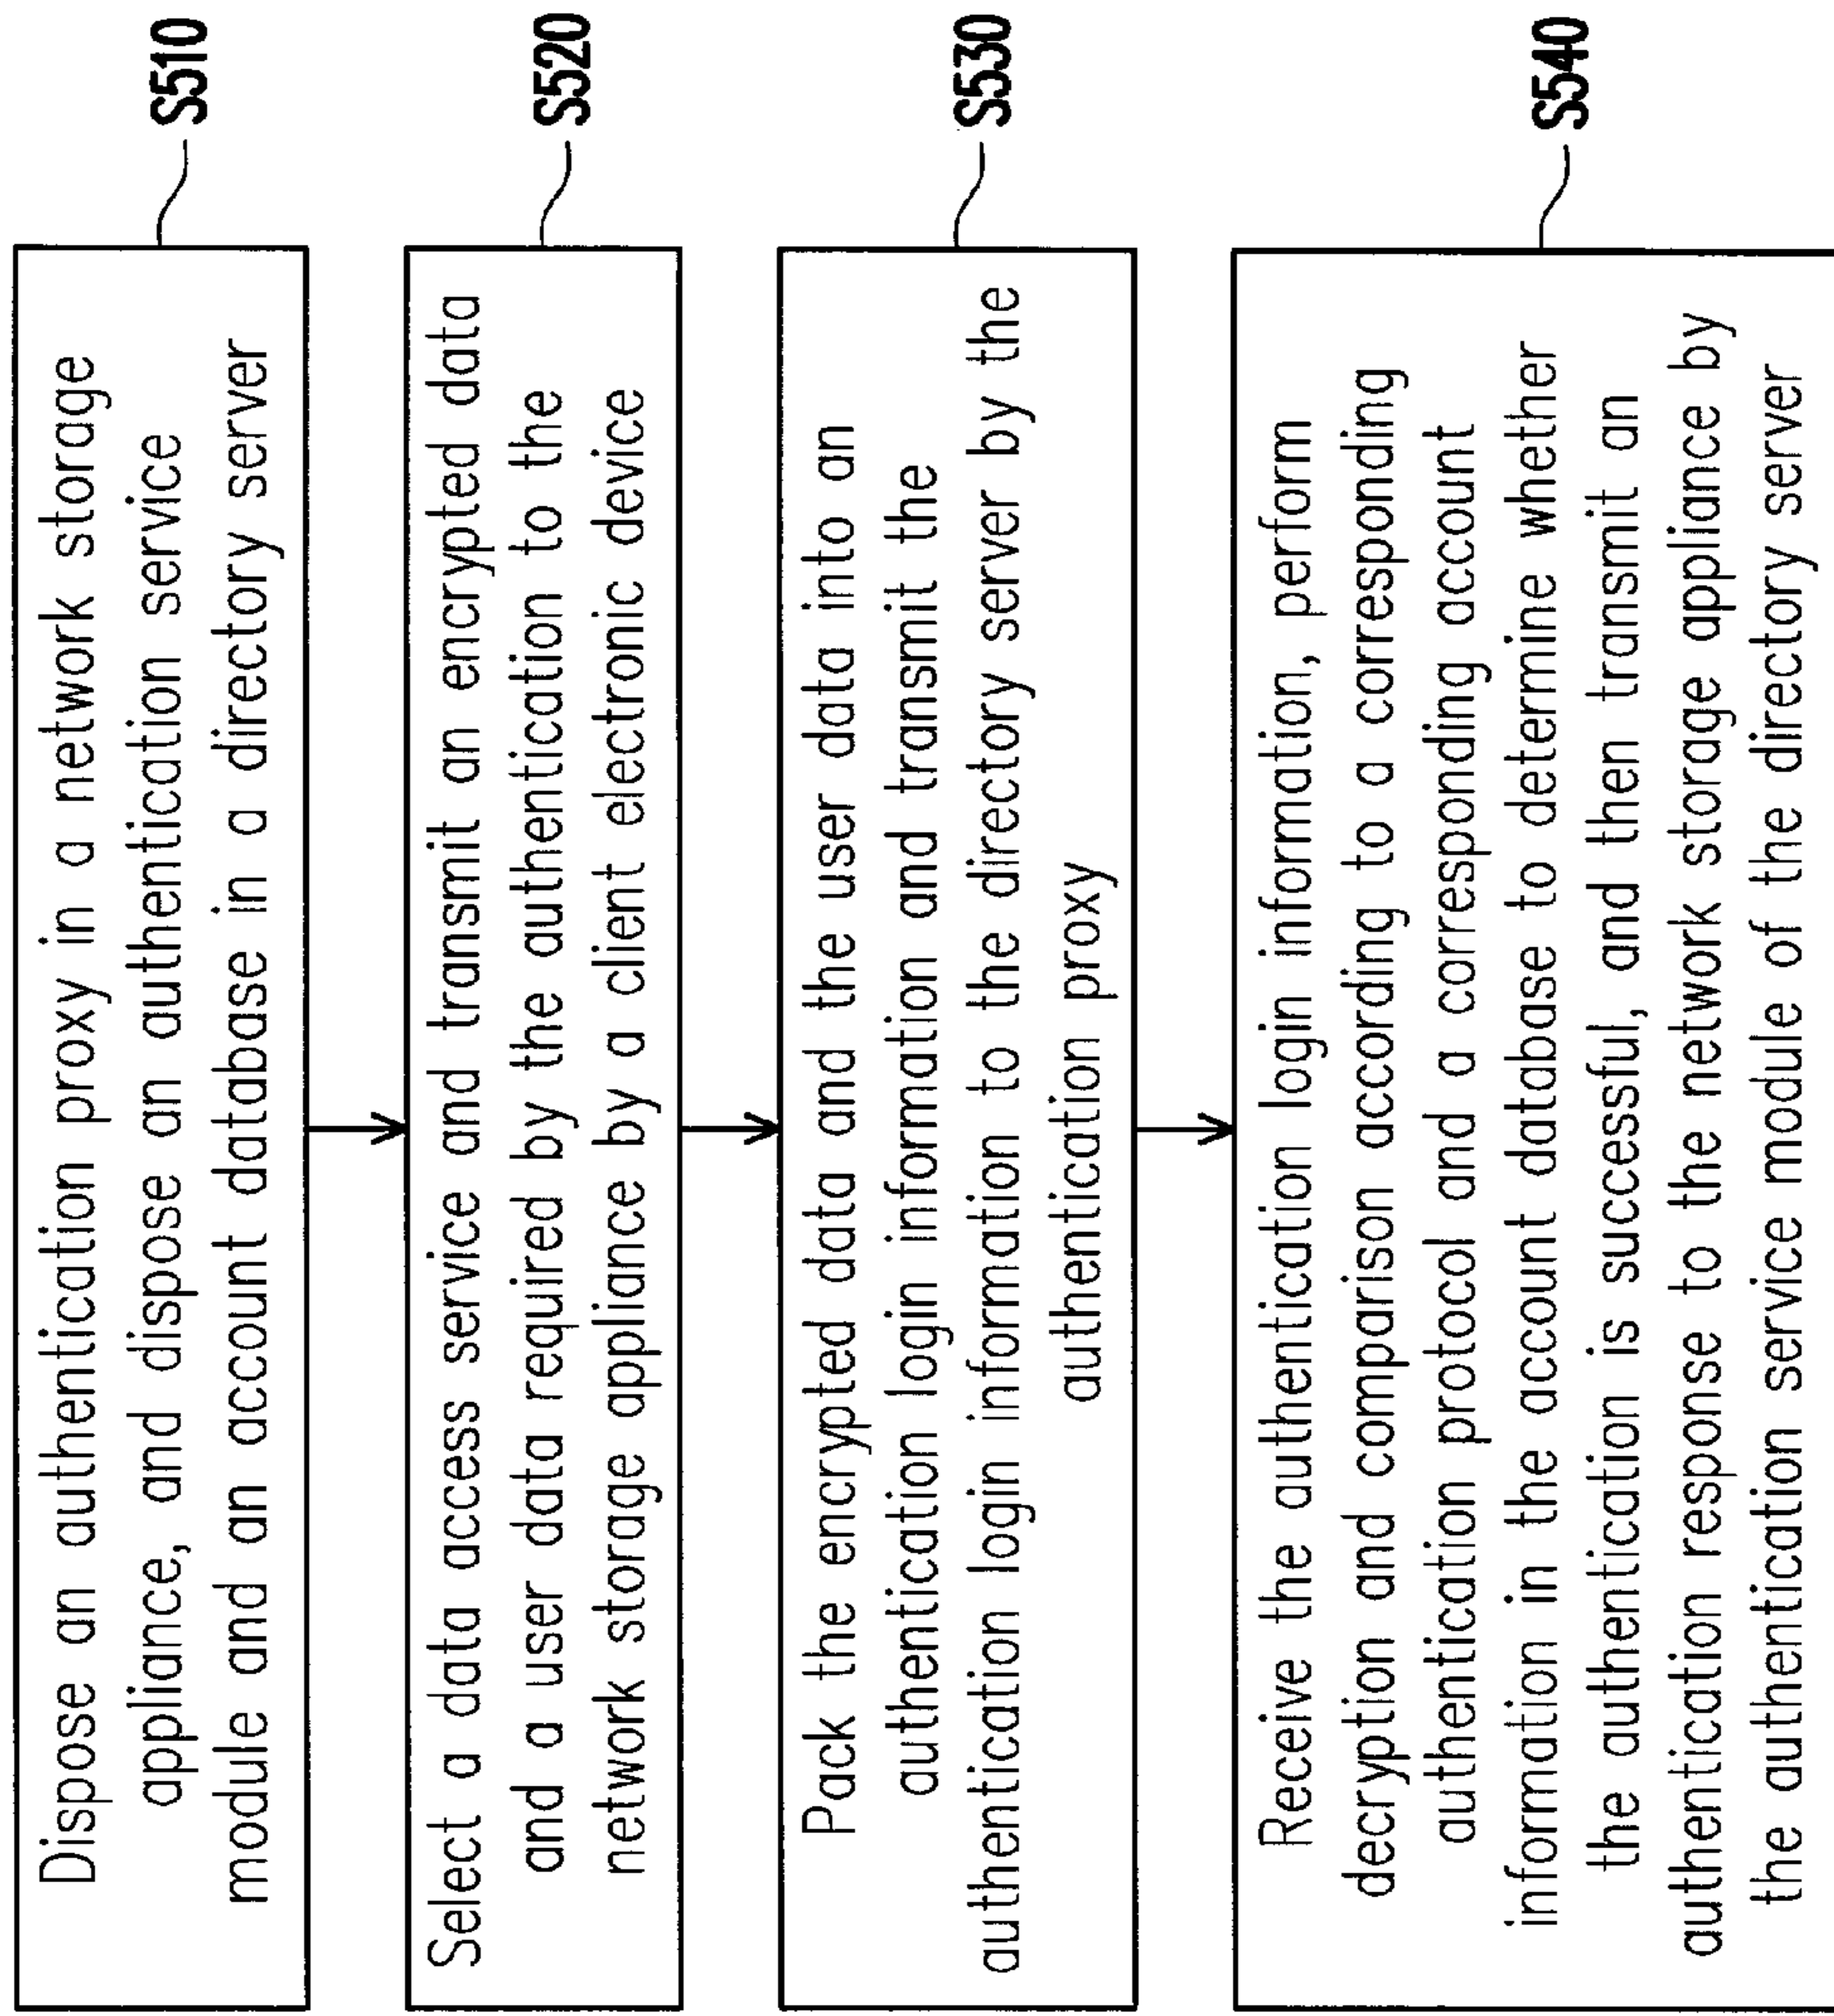 Dispose an authentication proxy in a network storage
appliance, and dispose an authentication service
module and an account database in a directory server
S510
Select a data access service and transmit an encrypted data
and a user data required by the authentication to the
network storage appliance by a client electronic device
S520
Pack the encrypted data and the user data into an
authentication login information and transmit the
authentication login information to the directory server by the
authentication proxy
S530
Receive the authentication login information, perform
decryption and comparison according to a corresponding
authentication protocol and a corresponding account
information in the account database to determine whether
the authentication is successful, and then transmit an
authentication response to the network storage appliance by
the authentication service module of the directory server
S540